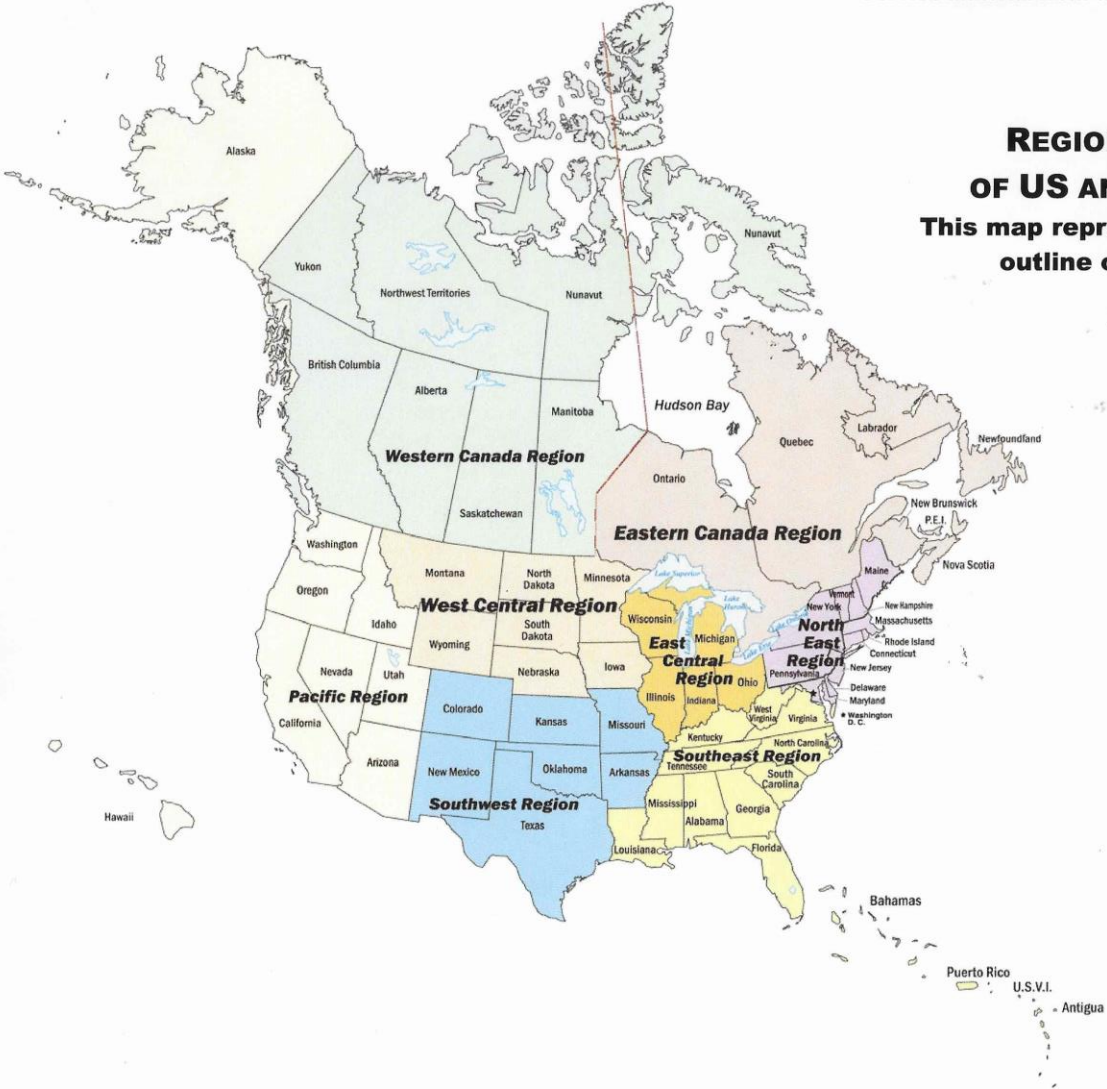 REGIO
OF US A
This map repr
outline
Alaska
Yukon
Northwest Territories
Nunavut
Nunavut
British Columbia
Alberta
Manitoba
Saskatchewan
Western Canada Region
Hudson Bay
Ontario
Quebec
Labrador
Newfoundland
Eastern Canada Region
New Brunswick
P.E.I.
Nova Scotia
Washington
Oregon
Idaho
Nevada
Utah
Pacific Region
California
Arizona
Hawaii
Montana
North
Dakota
Minnesota
West Central Region
South
Dakota
Wyoming
Nebraska
Iowa
Lake Superior
Lake
Huron
Lake Michigan
Lake Erie
Lake Ontario
Wisconsin
Michigan
East
Central
Region
Illinois
Indiana
Ohio
Maine
Vermont
New York
New Hampshire
Massachusetts
Rhode Island
Connecticut
North
East
Region
New Jersey
Pennsylvania
Delaware
Maryland
Washington
D. C.
Colorado
Kansas
Missouri
New Mexico
Oklahoma
Arkansas
Southwest Region
Texas
West
Virginia
Virginia
Kentucky
North Carolina
Southeast Region
Tennessee
South
Carolina
Mississippi
Alabama
Georgia
Louisiana
Florida
Bahamas
Puerto Rico
U.S.V.I.
Antigua